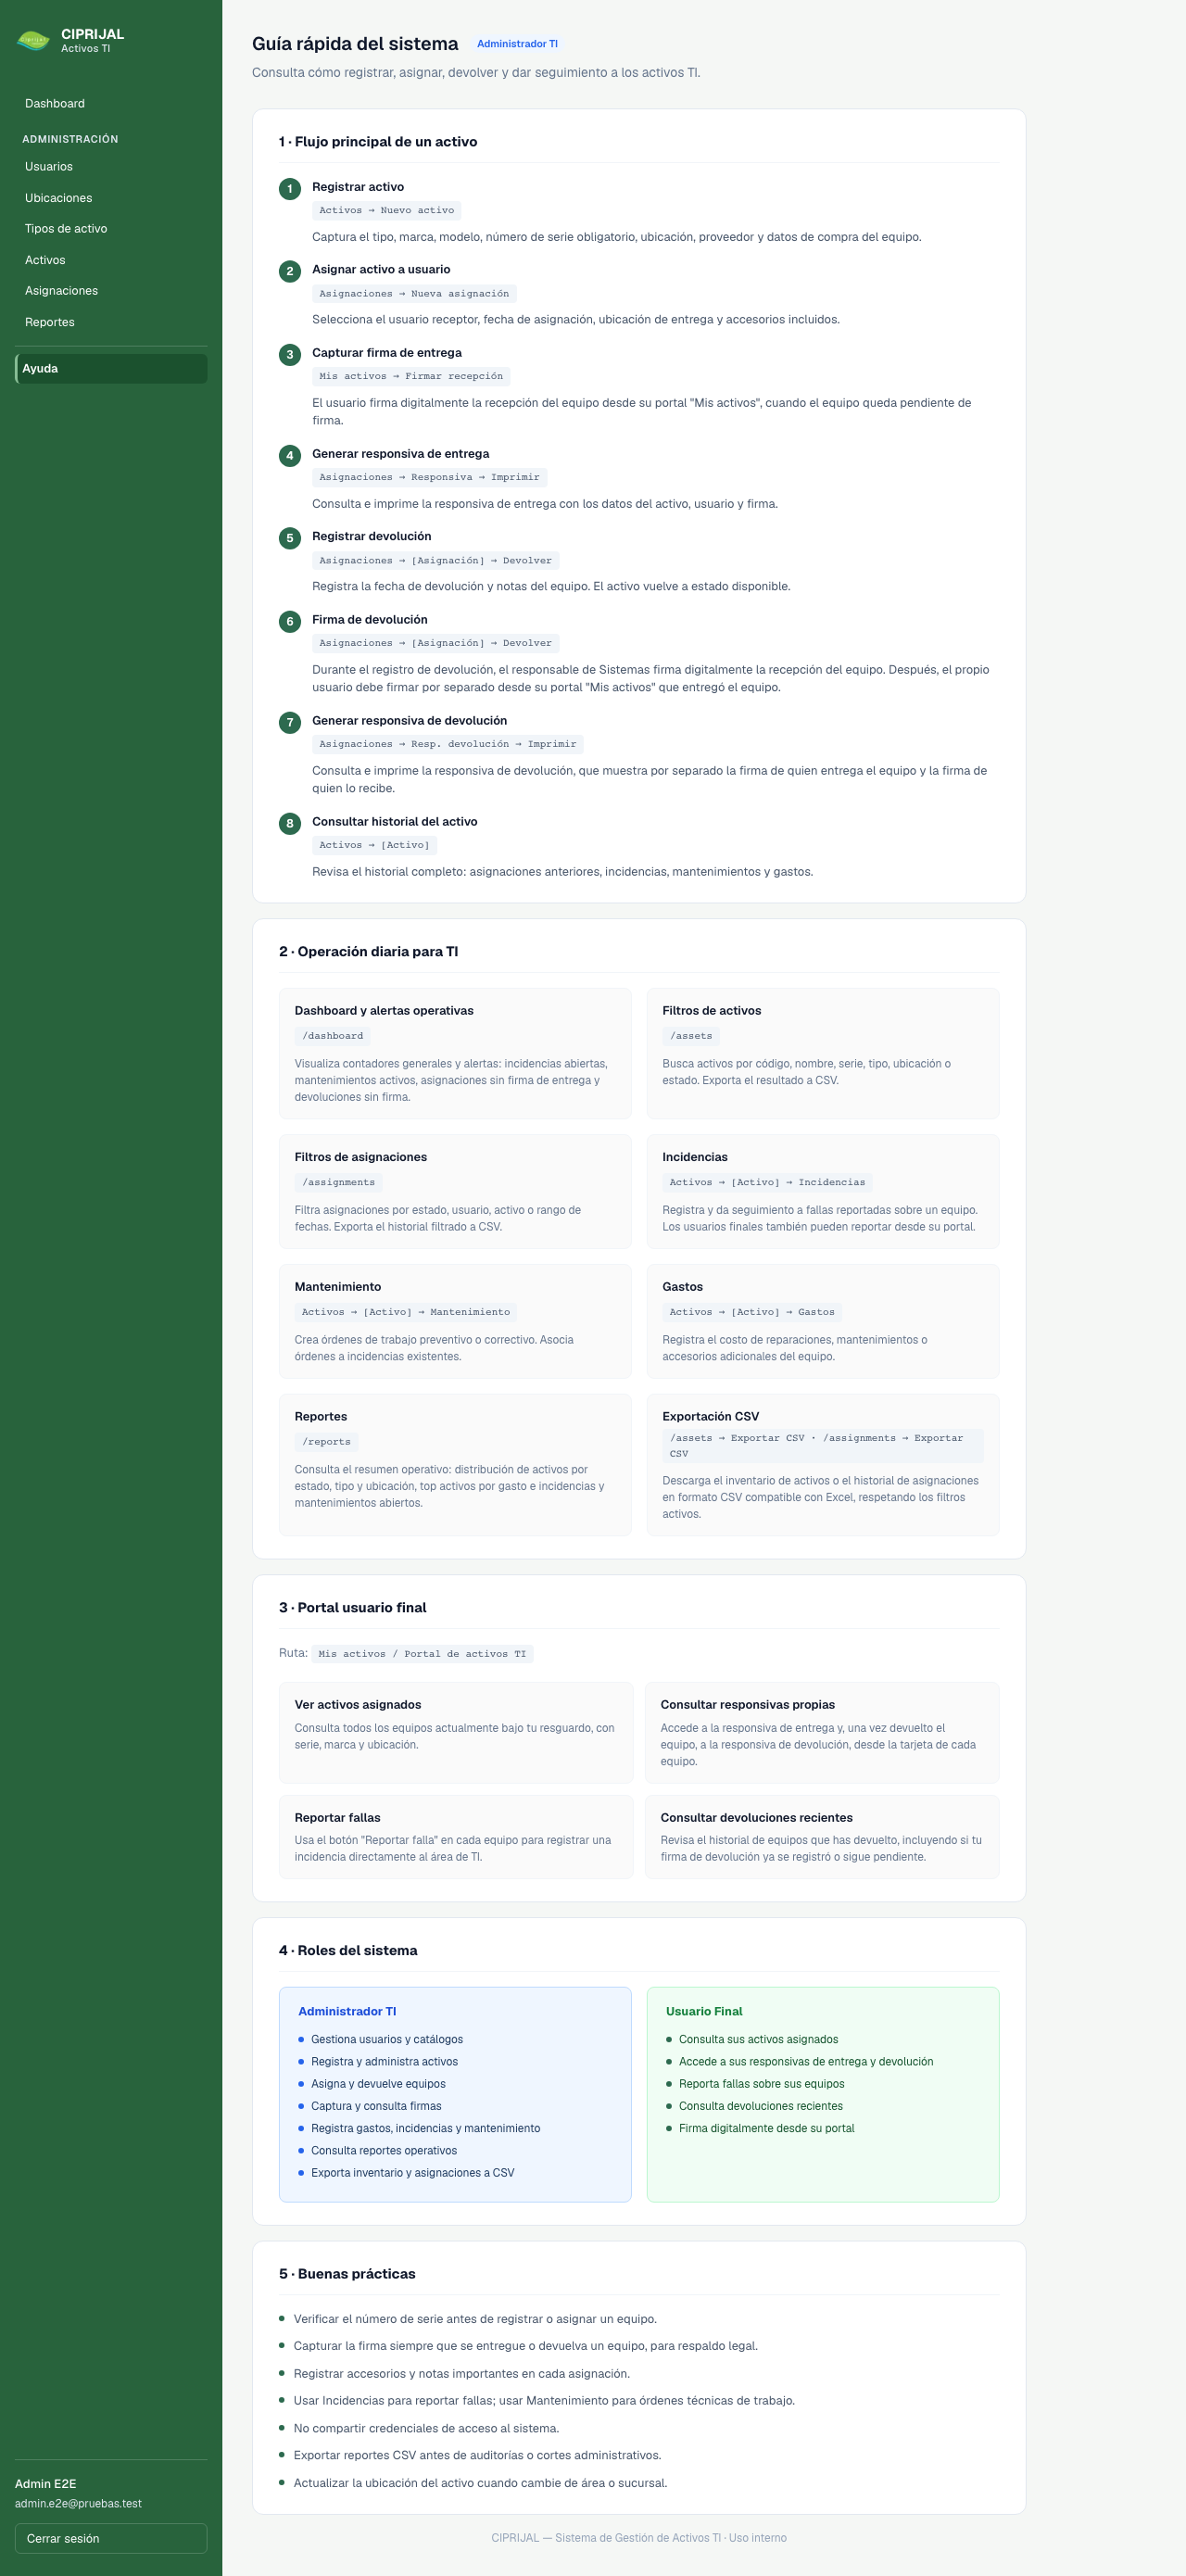 CIPRIJAL
Activos TI
Dashboard
ADMINISTRACIÓN
Usuarios
Ubicaciones
Tipos de activo
Activos
Asignaciones
Reportes
Ayuda
Admin E2E
admin.e2e@pruebas.test
Cerrar sesión
Guía rápida del sistema
Administrador TI
Consulta cómo registrar, asignar, devolver y dar seguimiento a los activos TI.
1 · Flujo principal de un activo
1
Registrar activo
Activos → Nuevo activo
Captura el tipo, marca, modelo, número de serie obligatorio, ubicación, proveedor y datos de compra del equipo.
2
Asignar activo a usuario
Asignaciones → Nueva asignación
Selecciona el usuario receptor, fecha de asignación, ubicación de entrega y accesorios incluidos.
3
Capturar firma de entrega
Mis activos → Firmar recepción
El usuario firma digitalmente la recepción del equipo desde su portal "Mis activos", cuando el equipo queda pendiente de
firma.
4
Generar responsiva de entrega
Asignaciones → Responsiva → Imprimir
Consulta e imprime la responsiva de entrega con los datos del activo, usuario y firma.
5
Registrar devolución
Asignaciones → [Asignación] → Devolver
Registra la fecha de devolución y notas del equipo. El activo vuelve a estado disponible.
6
Firma de devolución
Asignaciones → [Asignación] → Devolver
Durante el registro de devolución, el responsable de Sistemas firma digitalmente la recepción del equipo. Después, el propio
usuario debe firmar por separado desde su portal "Mis activos" que entregó el equipo.
7
Generar responsiva de devolución
Asignaciones → Resp. devolución → Imprimir
Consulta e imprime la responsiva de devolución, que muestra por separado la firma de quien entrega el equipo y la firma de
quien lo recibe.
8
Consultar historial del activo
Activos → [Activo]
Revisa el historial completo: asignaciones anteriores, incidencias, mantenimientos y gastos.
2 · Operación diaria para TI
Dashboard y alertas operativas
/dashboard
Visualiza contadores generales y alertas: incidencias abiertas,
mantenimientos activos, asignaciones sin firma de entrega y
devoluciones sin firma.
Filtros de activos
/assets
Busca activos por código, nombre, serie, tipo, ubicación o
estado. Exporta el resultado a CSV.
Filtros de asignaciones
/assignments
Filtra asignaciones por estado, usuario, activo o rango de
fechas. Exporta el historial filtrado a CSV.
Incidencias
Activos → [Activo] → Incidencias
Registra y da seguimiento a fallas reportadas sobre un equipo.
Los usuarios finales también pueden reportar desde su portal.
Mantenimiento
Activos → [Activo] → Mantenimiento
Crea órdenes de trabajo preventivo o correctivo. Asocia
órdenes a incidencias existentes.
Gastos
Activos → [Activo] → Gastos
Registra el costo de reparaciones, mantenimientos o
accesorios adicionales del equipo.
Reportes
/reports
Consulta el resumen operativo: distribución de activos por
estado, tipo y ubicación, top activos por gasto e incidencias y
mantenimientos abiertos.
Exportación CSV
/assets → Exportar CSV · /assignments → Exportar
CSV
Descarga el inventario de activos o el historial de asignaciones
en formato CSV compatible con Excel, respetando los filtros
activos.
3 · Portal usuario final
Ruta: Mis activos / Portal de activos TI
Ver activos asignados
Consulta todos los equipos actualmente bajo tu resguardo, con
serie, marca y ubicación.
Consultar responsivas propias
Accede a la responsiva de entrega y, una vez devuelto el
equipo, a la responsiva de devolución, desde la tarjeta de cada
equipo.
Reportar fallas
Usa el botón "Reportar falla" en cada equipo para registrar una
incidencia directamente al área de TI.
Consultar devoluciones recientes
Revisa el historial de equipos que has devuelto, incluyendo si tu
firma de devolución ya se registró o sigue pendiente.
4 · Roles del sistema
Administrador TI
Gestiona usuarios y catálogos
Registra y administra activos
Asigna y devuelve equipos
Captura y consulta firmas
Registra gastos, incidencias y mantenimiento
Consulta reportes operativos
Exporta inventario y asignaciones a CSV
Usuario Final
Consulta sus activos asignados
Accede a sus responsivas de entrega y devolución
Reporta fallas sobre sus equipos
Consulta devoluciones recientes
Firma digitalmente desde su portal
5 · Buenas prácticas
Verificar el número de serie antes de registrar o asignar un equipo.
Capturar la firma siempre que se entregue o devuelva un equipo, para respaldo legal.
Registrar accesorios y notas importantes en cada asignación.
Usar Incidencias para reportar fallas; usar Mantenimiento para órdenes técnicas de trabajo.
No compartir credenciales de acceso al sistema.
Exportar reportes CSV antes de auditorías o cortes administrativos.
Actualizar la ubicación del activo cuando cambie de área o sucursal.
CIPRIJAL — Sistema de Gestión de Activos TI · Uso interno